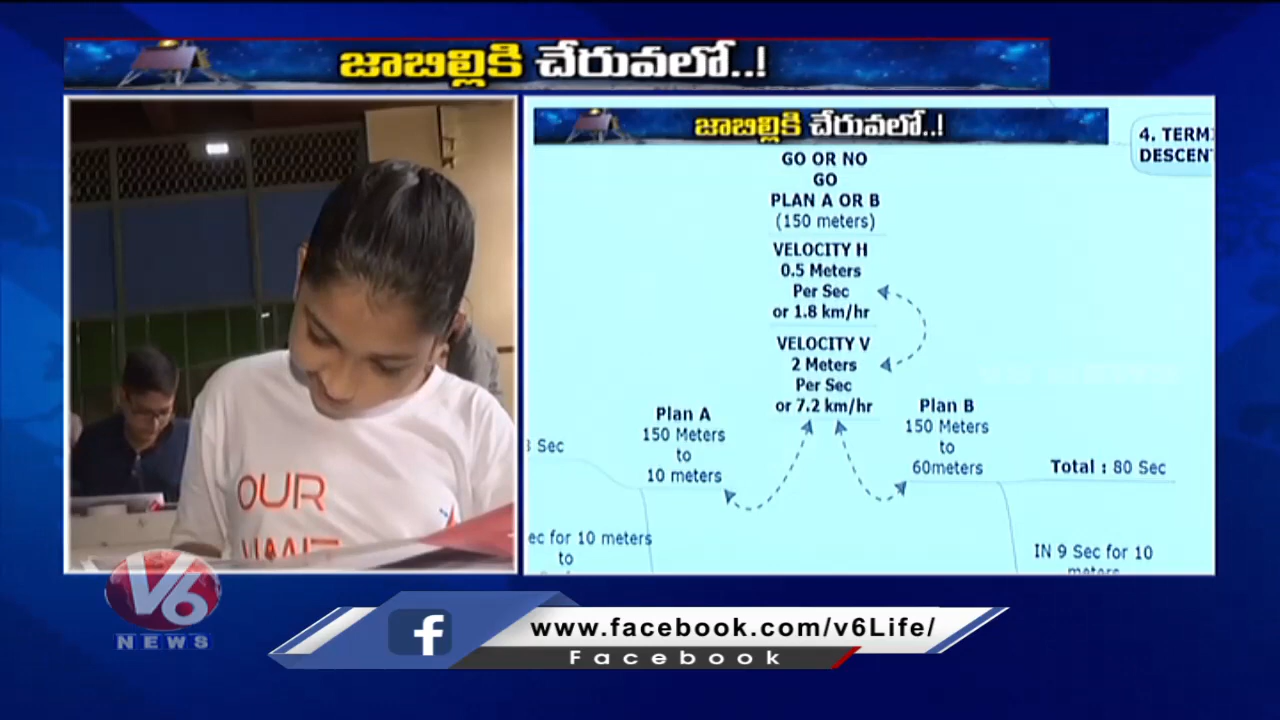 జాబిల్లికి చేరువలో..!
OUR
జాబిల్లికి చేరువలో..!
4. TERM
DESCENT
GO OR NO
GO
PLAN A OR B
(150 meters)
VELOCITY H
0.5 Meters
Per Sec
or 1.8 km/hr
VELOCITY V
2 Meters
Per Sec
or 7.2 km/hr
Plan A
150 Meters
to
10 meters
Plan B
150 Meters
to
60meters
Sec
Total : 80 Sec
ec for 10 meters
to
IN 9 Sec for 10
meters
V6
NEWS
www.facebook.com/v6Life/
Facebook